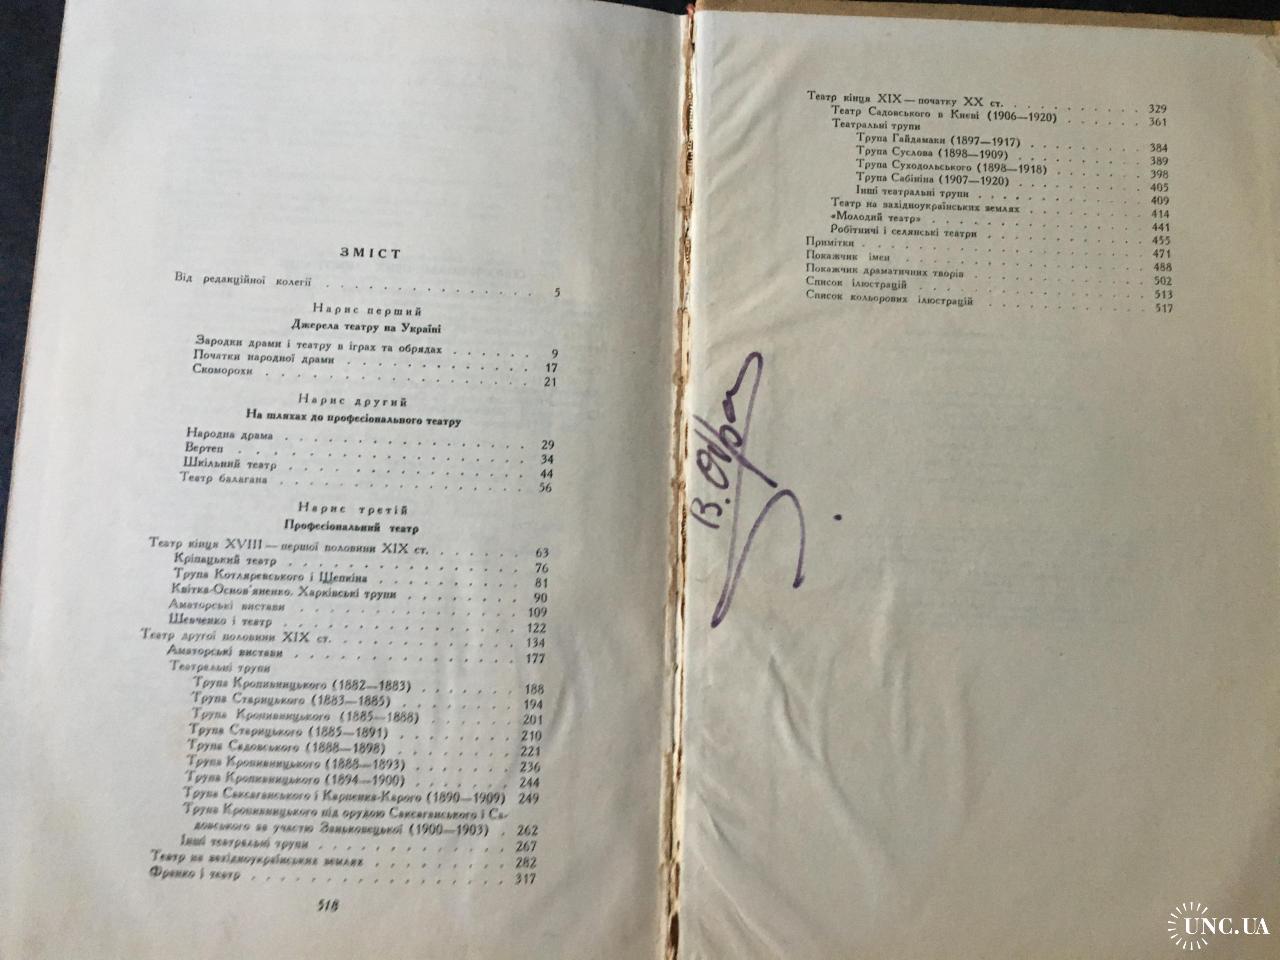 ЗМІСТ
Від редакційної колегії . . . . . . . . . . . . . . 5
Нарис перший
Джерела театру на Україні
Зародки драми і театру в іграх та обрядах . . . . . . 9
Початки народної драми . . . . . . . . . . . . 17
Скоморохи . . . . . . . . . . . . . . . . 21
Нарис другий
На шляхах до професіонального театру
Народна драма . . . . . . . . . . . . . . . 29
Вертеп . . . . . . . . . . . . . . . . . 34
Шкільний театр . . . . . . . . . . . . . . . 44
Театр балагана . . . . . . . . . . . . . . . 56
Нарис третій
Професіональний театр
Театр кінця XVIII — першої половини XIX ст. . . . . . . 63
Кріпацький театр . . . . . . . . . . . . . . 76
Трупа Котляревського і Щепкіна . . . . . . . . . 81
Квітка-Основ'яненко. Харківські трупи . . . . . . . . 90
Аматорські вистави . . . . . . . . . . . . . 109
Шевченко і театр . . . . . . . . . . . . . . 122
Театр другої половини XIX ст. . . . . . . . . . . . 134
Аматорські вистави . . . . . . . . . . . . . 177
Театральні трупи
Трупа Кропивницького (1882—1883) . . . . . . . 188
Трупа Старицького (1883—1885) . . . . . . . . 194
Трупа Кропивницького (1885—1888) . . . . . . . 201
Трупа Старицького (1885—1891) . . . . . . . . 210
Трупа Садовського (1888—1898) . . . . . . . . 221
Трупа Кропивницького (1888—1893) . . . . . . . 236
Трупа Кропивницького (1894—1900) . . . . . . . 244
Трупа Саксаганського і Карпенка-Карого (1890—1909) 249
Трупа Кропивницького під орудою Саксаганського і Са-
довського за участю Заньковецької (1900—1903) . 262
Інші театральні трупи . . . . . . . . . . . . 267
Театр на західноукраїнських землях . . . . . . . . . 282
Франко і театр . . . . . . . . . . . . . . . . 317
518
Театр кінця XIX — початку XX ст. . . . . . . . . . . 329
Театр Садовського в Києві (1906—1920) . . . . . . . 361
Театральні трупи
Трупа Гайдамаки (1897—1917) . . . . . . . . . 384
Трупа Суслова (1898—1909) . . . . . . . . . . 389
Трупа Суходольського (1898—1918) . . . . . . . 398
Трупа Сабініна (1907—1920) . . . . . . . . . . 405
Інші театральні трупи . . . . . . . . . . . . 409
Театр на західноукраїнських землях . . . . . . . . . 414
«Молодий театр» . . . . . . . . . . . . . . 441
Робітничі і селянські театри . . . . . . . . . . . 455
Примітки . . . . . . . . . . . . . . . . . . 471
Покажчик імен . . . . . . . . . . . . . . . . 488
Покажчик драматичних творів . . . . . . . . . . . 502
Список ілюстрацій . . . . . . . . . . . . . . . 513
Список кольорових ілюстрацій . . . . . . . . . . . 517
UNC.UA